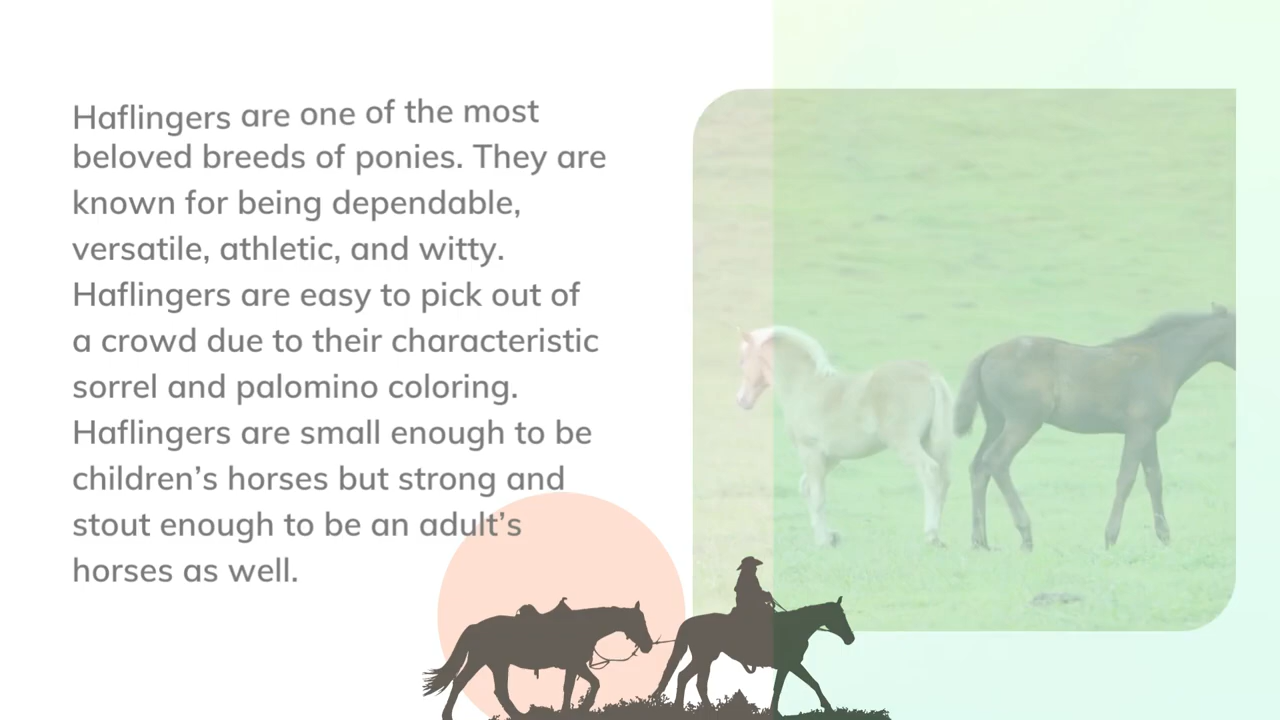 Haflingers are one of the most
beloved breeds of ponies. They are
known for being dependable,
versatile, athletic, and witty.
Haflingers are easy to pick out of
a crowd due to their characteristic
sorrel and palomino coloring.
Haflingers are small enough to be
children’s horses but strong and
stout enough to be an adult’s
horses as well.